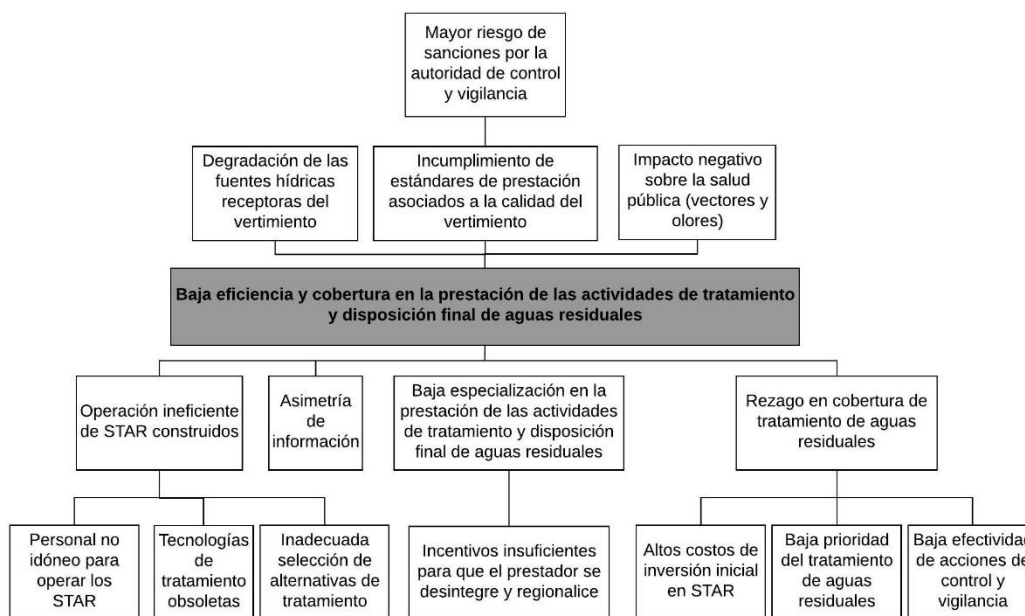 Mayor riesgo de
sanciones por la
autoridad de control
y vigilancia
Degradación de las
fuentes hídricas
receptoras del
vertimiento
Incumplimiento de
estándares de prestación
asociados a la calidad del
vertimiento
Impacto negativo
sobre la salud
pública (vectores y
olores)
Baja eficiencia y cobertura en la prestación de las actividades de tratamiento
y disposición final de aguas residuales
Operación ineficiente
de STAR construidos
Asimetría
de
información
Baja especialización en la
prestación de las actividades
de tratamiento y disposición
final de aguas residuales
Rezago en cobertura de
tratamiento de aguas
residuales
Personal no
idóneo para
operar los
STAR
Tecnologías
de
tratamiento
obsoletas
Inadecuada
selección de
alternativas de
tratamiento
Incentivos insuficientes
para que el prestador se
desintegre y regionalice
Altos costos de
inversión inicial
en STAR
Baja prioridad
del tratamiento
de aguas
residuales
Baja efectividad
de acciones de
control y
vigilancia